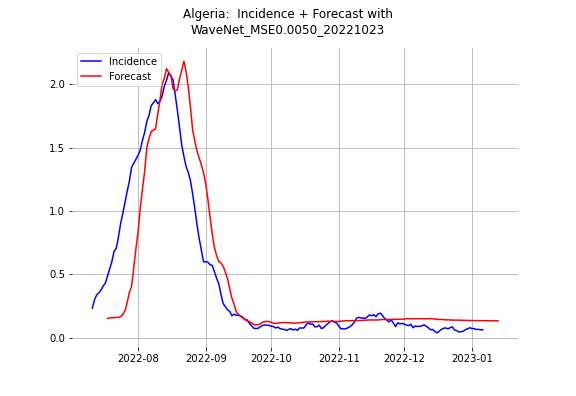 Algeria:  Incidence + Forecast with
WaveNet_MSE0.0050_20221023
Incidence
Forecast
2.0
1.5
1.0
0.5
0.0
2022-08 2022-09 2022-10 2022-11 2022-12 2023-01